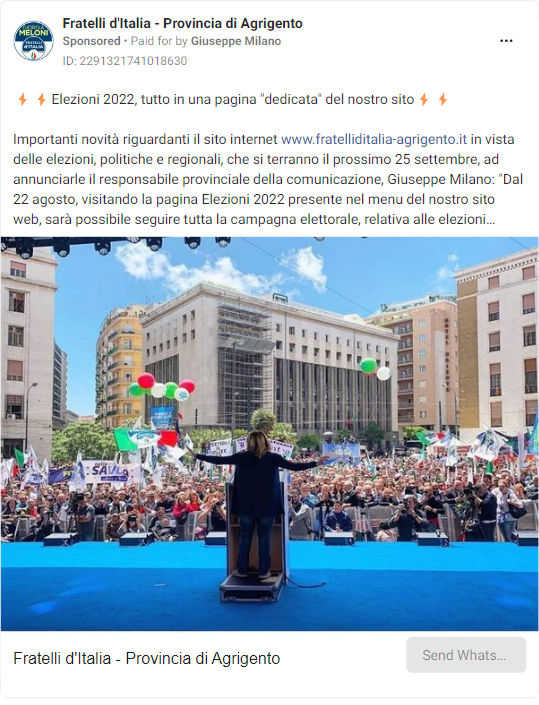 Fratelli d'Italia - Provincia di Agrigento
Sponsored • Paid for by Giuseppe Milano
ID: 2291321741018630
GIORGIA
MELONI
FRATELLI
d'ITALIA
⚡ ⚡ Elezioni 2022, tutto in una pagina "dedicata" del nostro sito ⚡ ⚡
Importanti novità riguardanti il sito internet www.fratelliditalia-agrigento.it in vista
delle elezioni, politiche e regionali, che si terranno il prossimo 25 settembre, ad
annunciarle il responsabile provinciale della comunicazione, Giuseppe Milano: "Dal
22 agosto, visitando la pagina Elezioni 2022 presente nel menu del nostro sito
web, sarà possibile seguire tutta la campagna elettorale, relativa alle elezioni...
HOTEL ORIENTE
Fratelli d'Italia - Provincia di Agrigento
Send Whats...